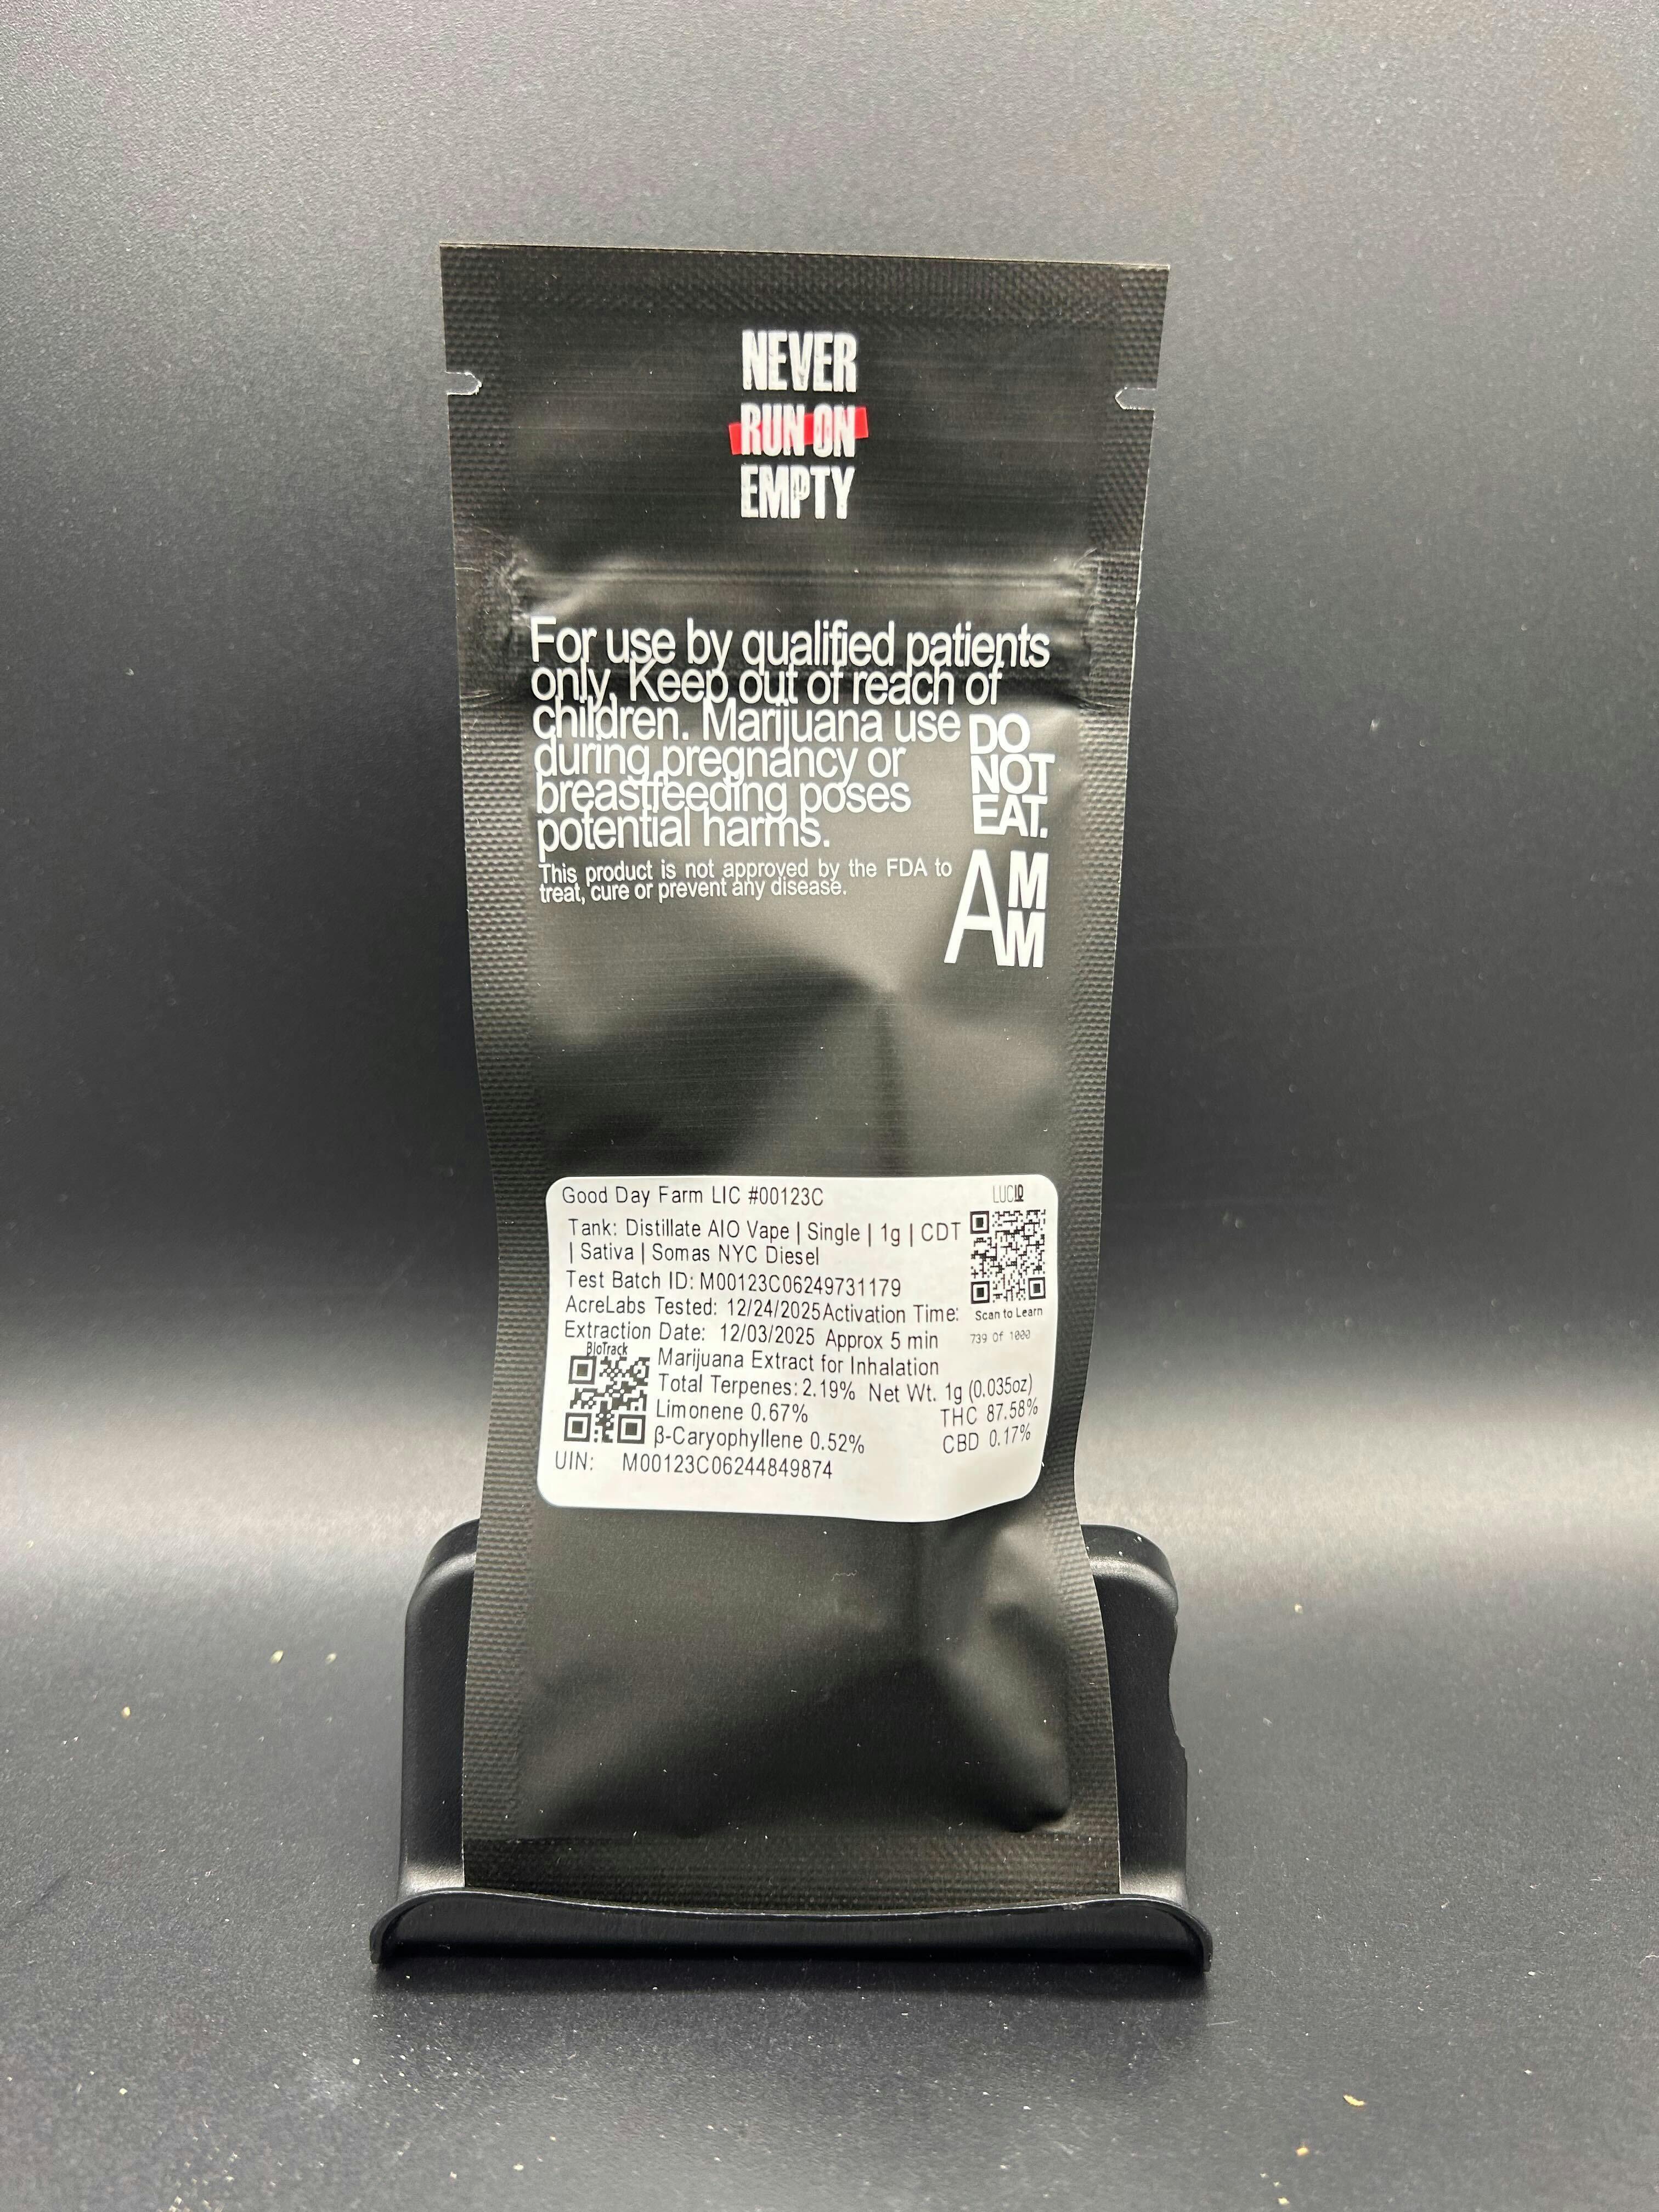 NEVER
RUN ON
EMPTY
For use by qualified patients
only. Keep out of reach of
children. Marijuana use
during pregnancy or
breastfeeding poses
potential harms.
This product is not approved by the FDA to
treat, cure or prevent any disease.
DO
NOT
EAT.
AMM
Good Day Farm LIC #00123C
LUCID
Tank: Distillate AIO Vape | Single | 1g | CDT
| Sativa | Somas NYC Diesel
Test Batch ID: M00123C06249731179
AcreLabs Tested: 12/24/2025 Activation Time:
Scan to Learn
Extraction Date: 12/03/2025 Approx 5 min
739 Of 1000
BioTrack
Marijuana Extract for Inhalation
Total Terpenes: 2.19% Net Wt. 1g (0.035oz)
Limonene 0.67% THC 87.58%
β-Caryophyllene 0.52% CBD 0.17%
UIN: M00123C06244849874